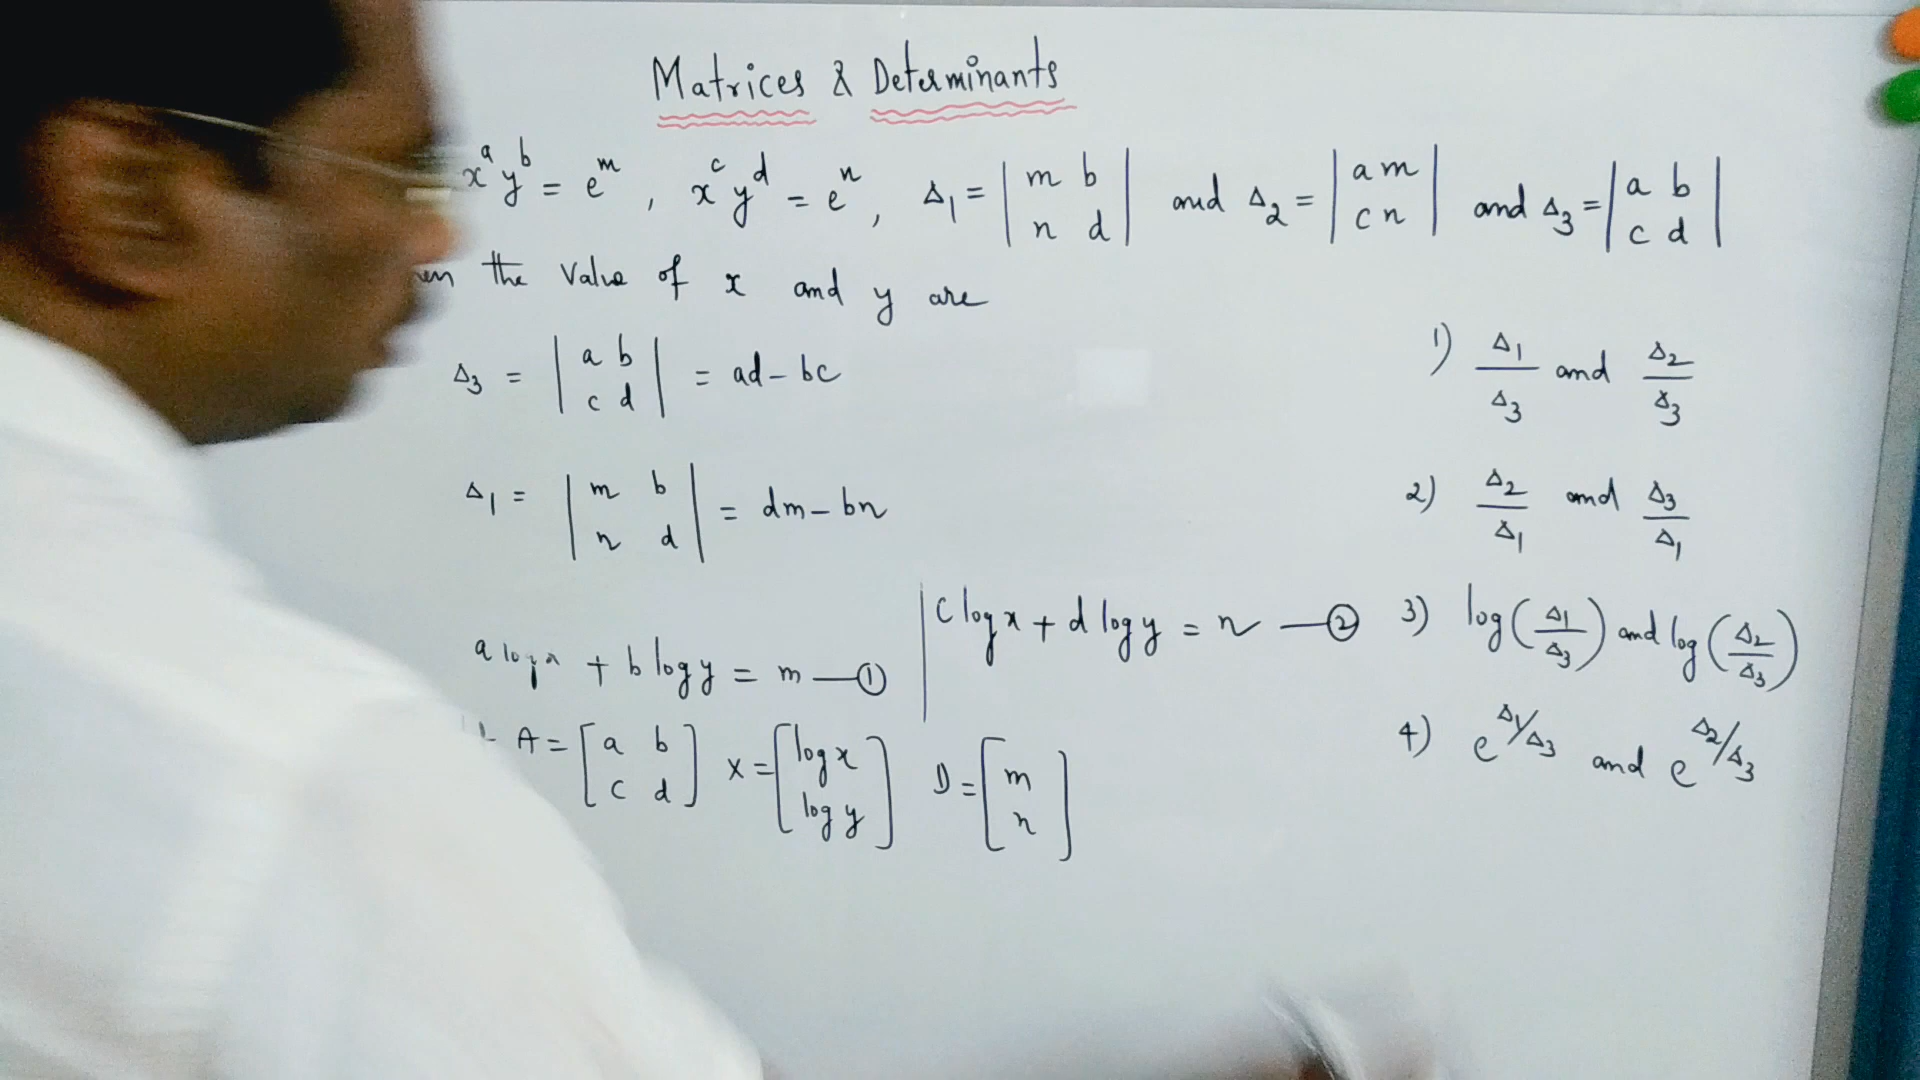 Matrices & Determinants
x^a y^b = e^m , x^c y^d = e^n , Δ1 = |m b; n d| and Δ2 = |a m; c n| and Δ3 = |a b; c d|
the value of x and y are
Δ3 = |a b; c d| = ad - bc
1) Δ1/Δ3 and Δ2/Δ3
Δ1 = |m b; n d| = dm - bn
2) Δ2/Δ1 and Δ3/Δ1
a log x + b log y = m —①
c log x + d log y = n —②
3) log(Δ1/Δ3) and log(Δ2/Δ3)
A = [a b; c d] X = [log x; log y] D = [m; n]
4) e^Δ1/Δ3 and e^Δ2/Δ3